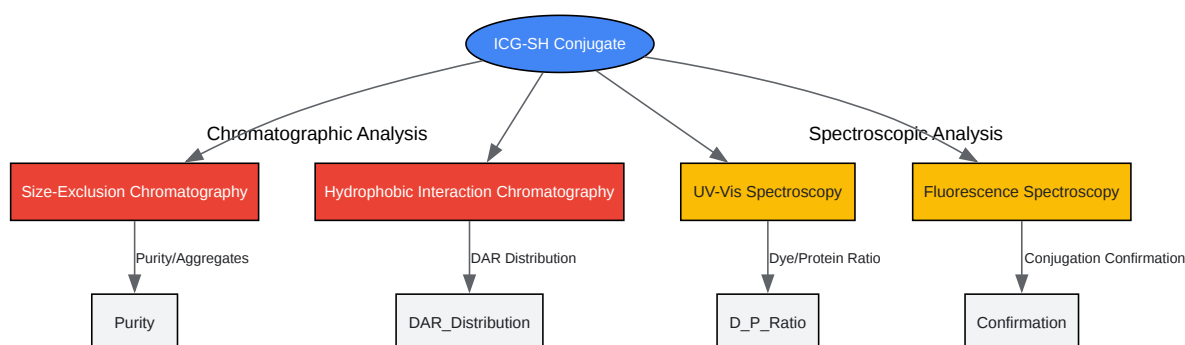 ICG-SH Conjugate
Chromatographic Analysis
Spectroscopic Analysis
Size-Exclusion Chromatography
Hydrophobic Interaction Chromatography
UV-Vis Spectroscopy
Fluorescence Spectroscopy
Purity/Aggregates
DAR Distribution
Dye/Protein Ratio
Conjugation Confirmation
Purity
DAR_Distribution
D_P_Ratio
Confirmation